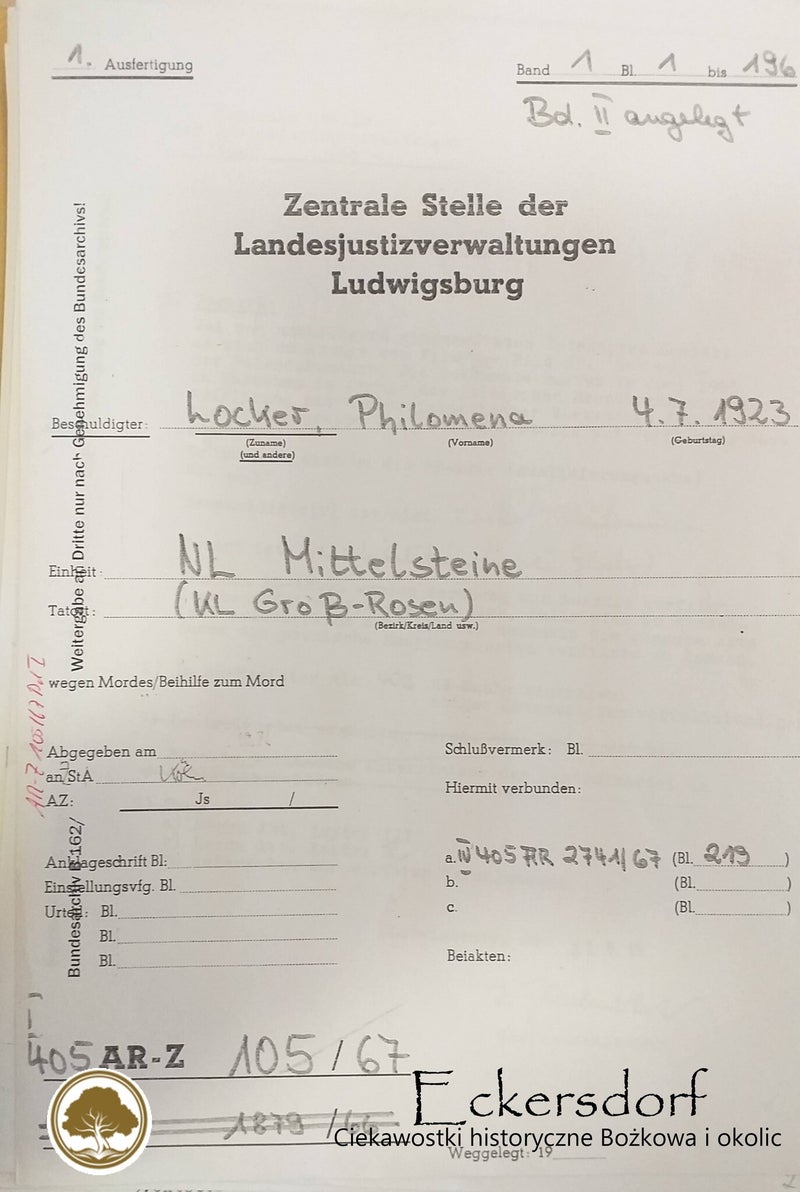 1. Ausfertigung
Band 1 Bl. 1 bis 196
Bd. II angelegt
Zentrale Stelle der
Landesjustizverwaltungen
Ludwigsburg
Weitergabe an Dritte nur nach Genehmigung des Bundesarchivs!
Beschuldigter: Locker, Philomena 4.7.1923
(Zuname) (Vorname) (Geburtstag)
(und andere)
Einheit: NL Mittelsteine
Tatort: (KL Groß-Rosen)
(Bezirk/Kreis/Land usw.)
wegen Mordes/Beihilfe zum Mord
AR-Z 105/67 Bd. I
Abgegeben am
an StA
AZ: Js /
Schlußvermerk: Bl.
Hiermit verbunden:
Anklageschrift Bl:
Einstellungsvfg. Bl.
Urteil: Bl.
Bl.
Bl.
a. IV 405 AR 2741/67 (Bl. 219 )
b. (Bl. )
c. (Bl. )
Beiakten:
Bundesarchiv B 162/
405 AR-Z 105/67
1879 /66
Weggelegt: 19
Eckersdorf
Ciekawostki historyczne Bożkowa i okolic